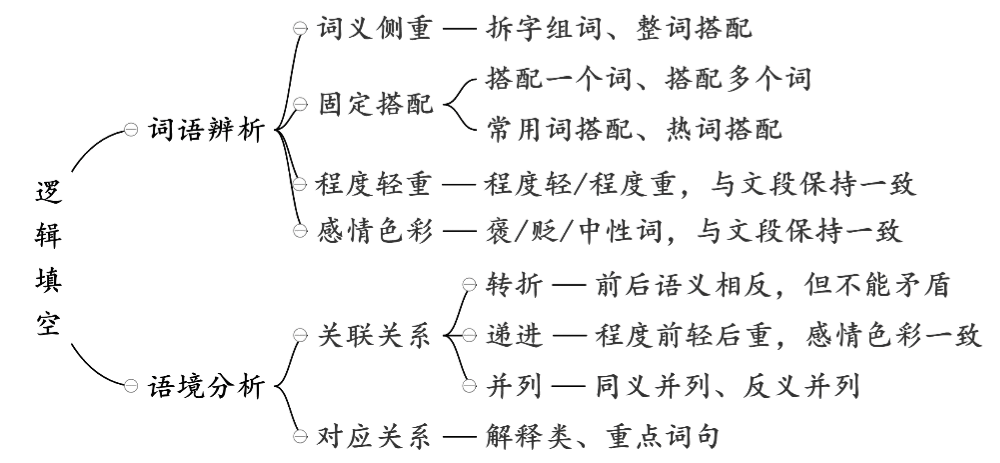 逻辑填空
词语辨析
词义侧重 — 拆字组词、整词搭配
固定搭配
搭配一个词、搭配多个词
常用词搭配、热词搭配
程度轻重 — 程度轻/程度重，与文段保持一致
感情色彩 — 褒/贬/中性词，与文段保持一致
语境分析
关联关系
转折 — 前后语义相反，但不能矛盾
递进 — 程度前轻后重，感情色彩一致
并列 — 同义并列、反义并列
对应关系 — 解释类、重点词句